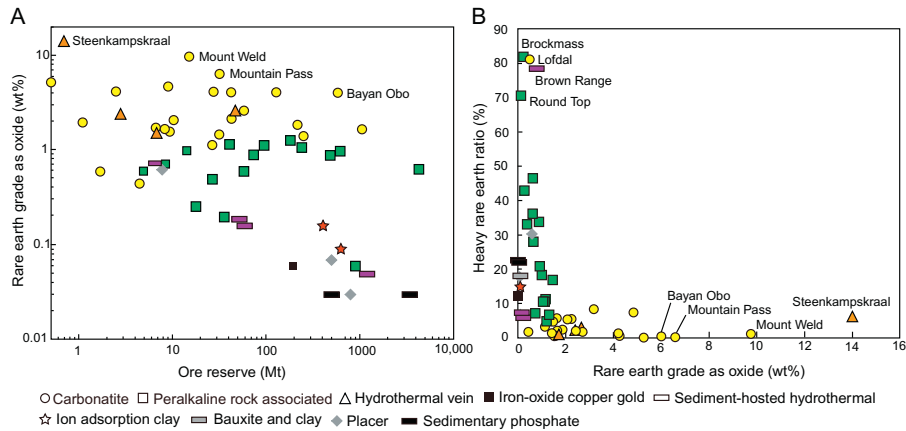 A
Steenkampskraal
Mount Weld
Mountain Pass
Bayan Obo
10
1
0.1
0.01
Rare earth grade as oxide (wt%)
1
10
100
1000
10,000
Ore reserve (Mt)
B
Brockmass
Lofdal
Brown Range
Round Top
Bayan Obo
Mountain Pass
Steenkampskraal
Mount Weld
90
80
70
60
50
40
30
20
10
0
Heavy rare earth ratio (%)
0
2
4
6
8
10
12
14
16
Rare earth grade as oxide (wt%)
Carbonatite
Peralkaline rock associated
Hydrothermal vein
Iron-oxide copper gold
Sediment-hosted hydrothermal
Ion adsorption clay
Bauxite and clay
Placer
Sedimentary phosphate